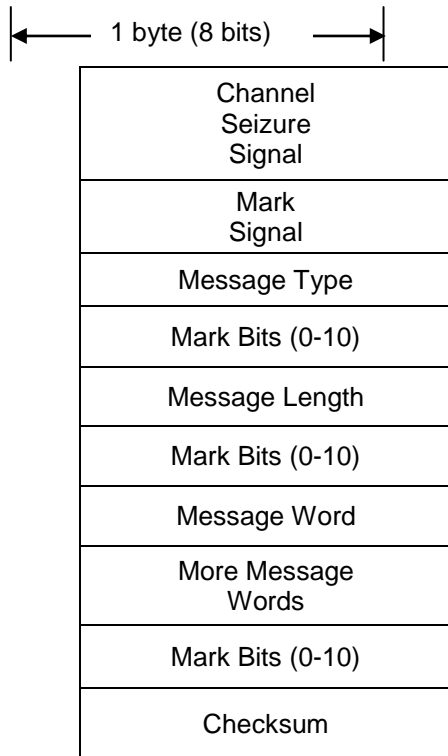 1 byte (8 bits)
Channel
Seizure
Signal
Mark
Signal
Message Type
Mark Bits (0-10)
Message Length
Mark Bits (0-10)
Message Word
More Message
Words
Mark Bits (0-10)
Checksum